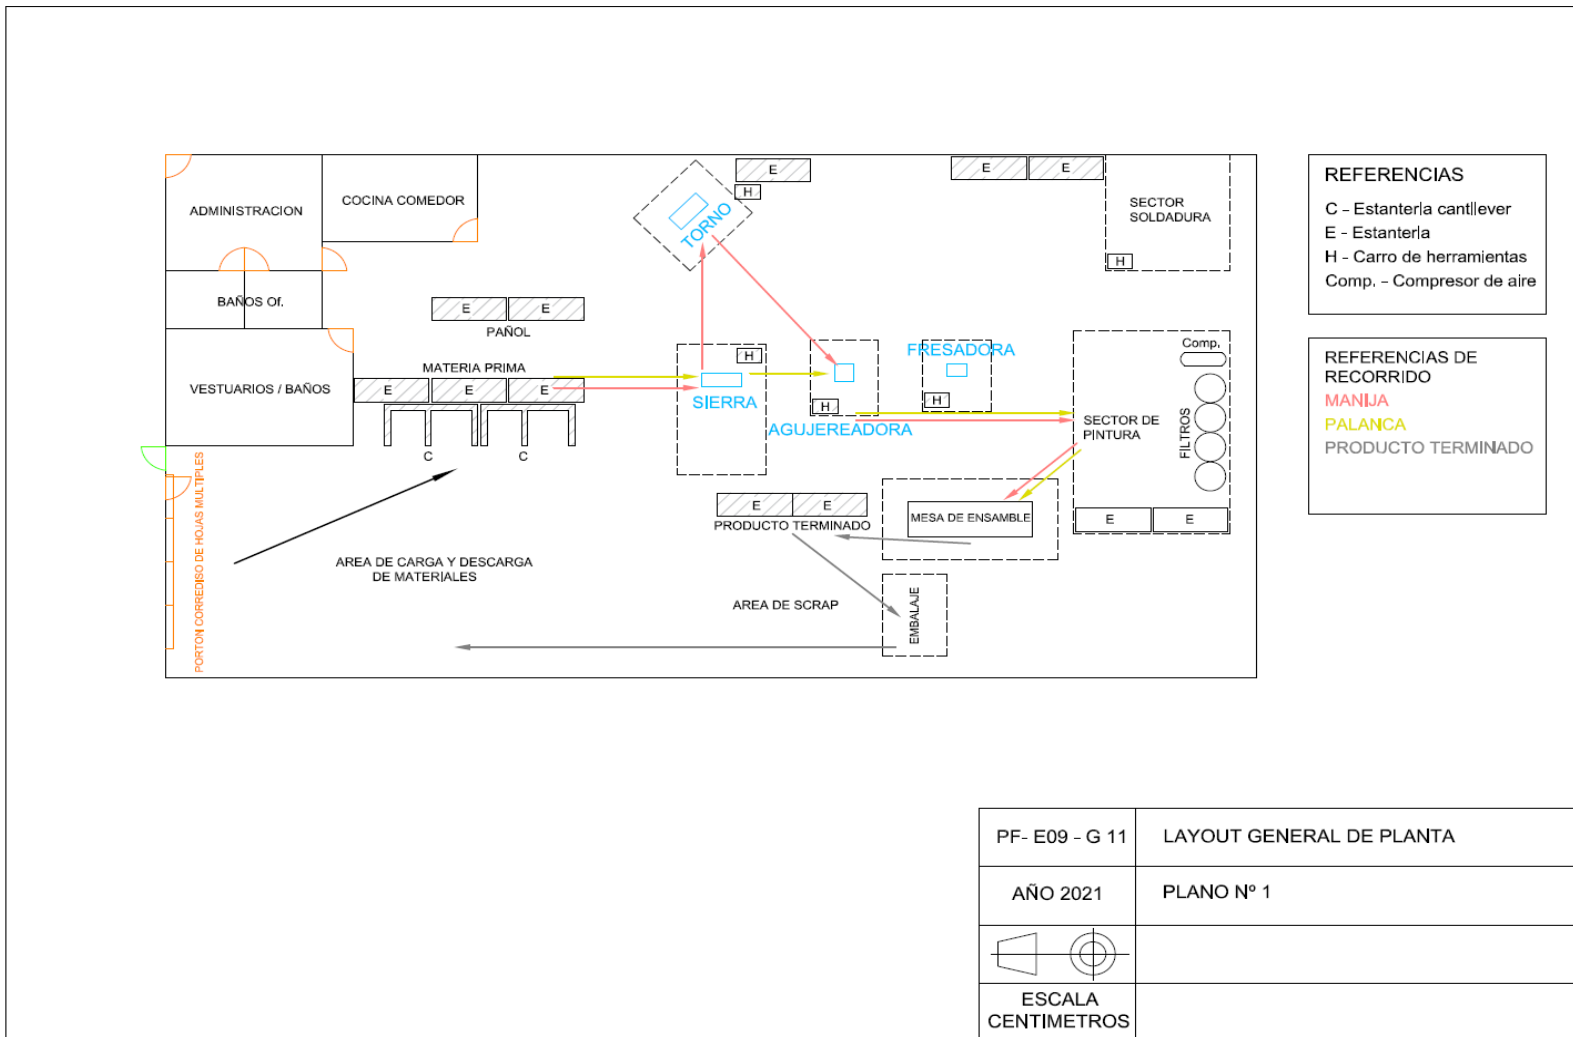 ADMINISTRACION
COCINA COMEDOR
BAÑOS Of.
VESTUARIOS / BAÑOS
E
E
PAÑOL
MATERIA PRIMA
E
E
E
C
C
PORTON CORREDISO DE HOJAS MULTIPLES
AREA DE CARGA Y DESCARGA
DE MATERIALES
TORNO
E
H
H
SIERRA
H
AGUJEREADORA
FRESADORA
H
E
E
SECTOR
SOLDADURA
H
Comp.
SECTOR DE
PINTURA
FILTROS
E
E
E
E
PRODUCTO TERMINADO
MESA DE ENSAMBLE
AREA DE SCRAP
EMBALAJE
REFERENCIAS
C - Estantería cantilever
E - Estantería
H - Carro de herramientas
Comp. - Compresor de aire
REFERENCIAS DE
RECORRIDO
MANIJA
PALANCA
PRODUCTO TERMINADO
PF- E09 - G 11
LAYOUT GENERAL DE PLANTA
AÑO 2021
PLANO Nº 1
ESCALA
CENTIMETROS